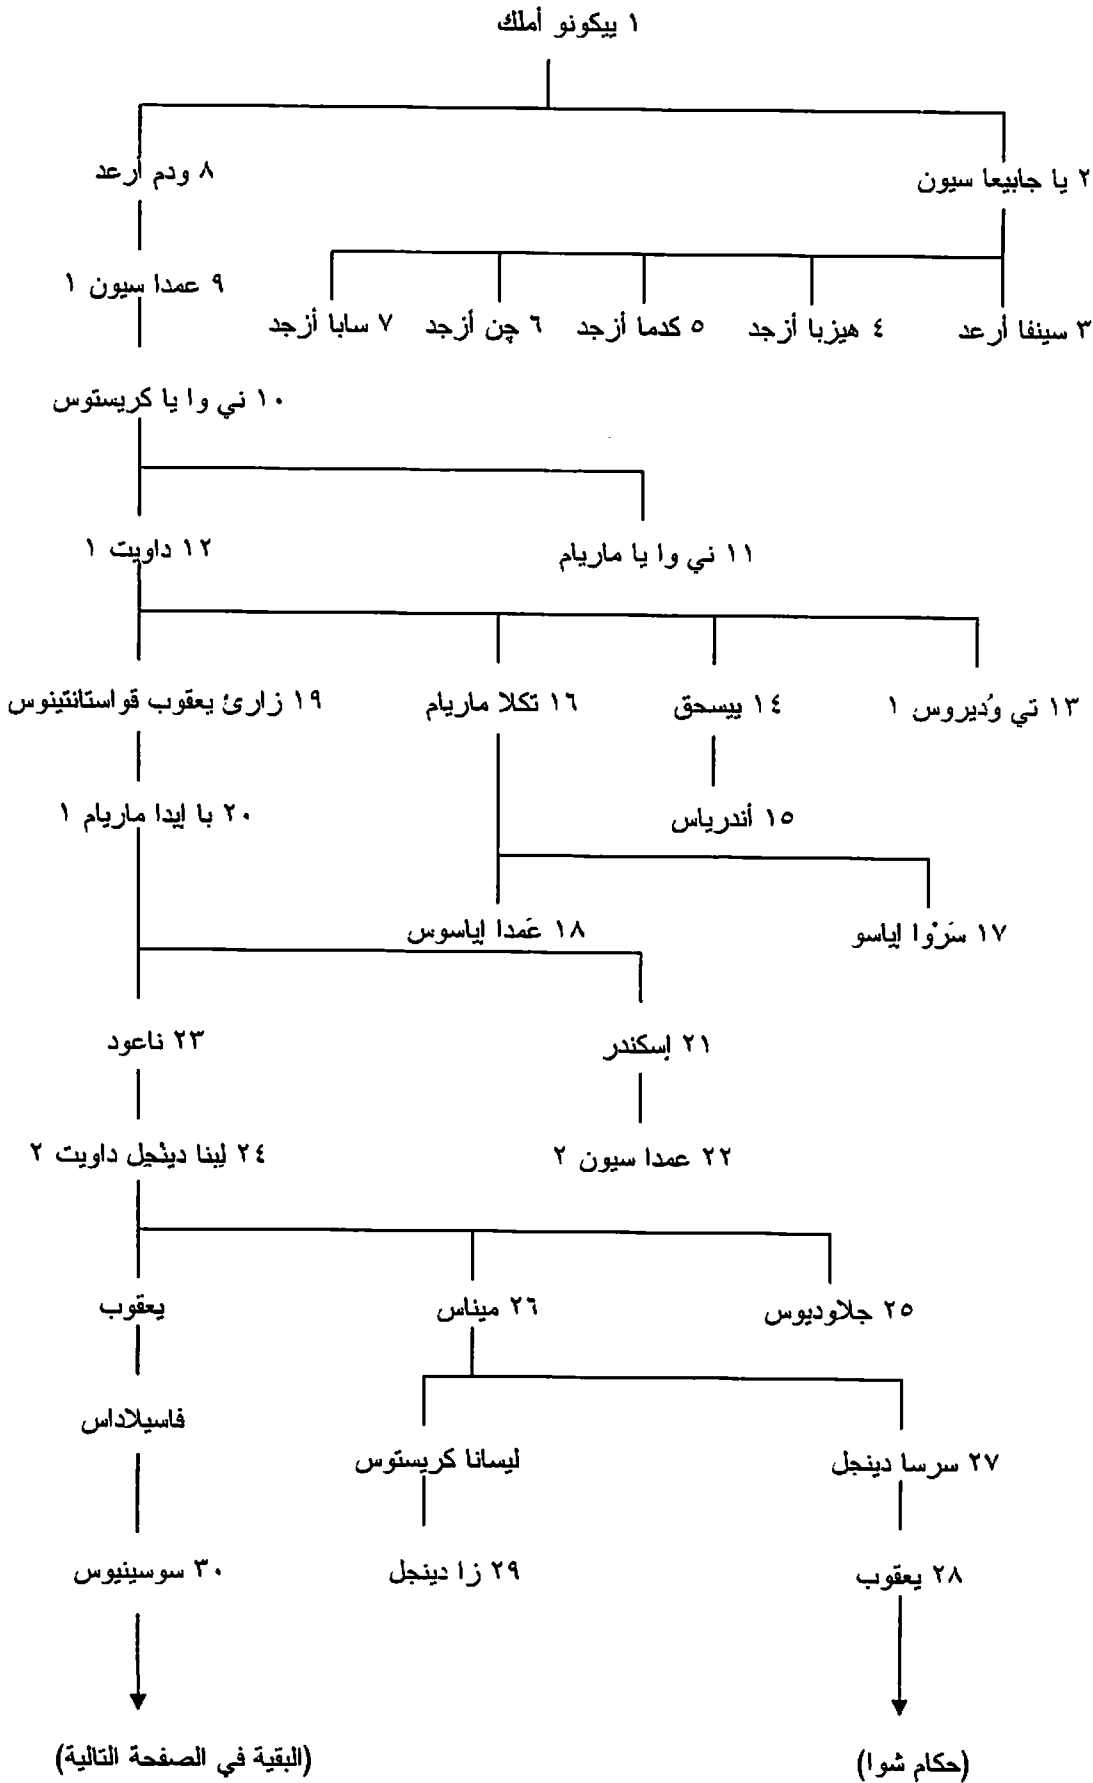 ١ ييكونو أملك
٢ يا جابيعا سيون
٨ ودم أرعد
٩ عمدا سيون ١
٣ سينفا أرعد
٤ هيزبا أزجد
٥ كدما أزجد
٦ چن أزجد
٧ سابا أزجد
١٠ ني وا يا كريستوس
١١ ني وا يا ماريام
١٢ داويت ١
١٣ تي وُديروس ١
١٤ ييسحق
١٦ تكلا ماريام
١٩ زارئ يعقوب قواستانتينوس
١٥ أندرياس
٢٠ با إيدا ماريام ١
١٧ سَرْوا إياسو
١٨ عَمدا إياسوس
٢١ إسكندر
٢٣ ناعود
٢٢ عمدا سيون ٢
٢٤ لِبنا دينْجِل داويت ٢
٢٥ جلاوديوس
٢٦ ميناس
يعقوب
فاسيلاداس
٢٧ سرسا دينجل
ليسانا كريستوس
٢٨ يعقوب
٢٩ زا دينجل
٣٠ سوسينيوس
(حكام شوا)
(البقية في الصفحة التالية)